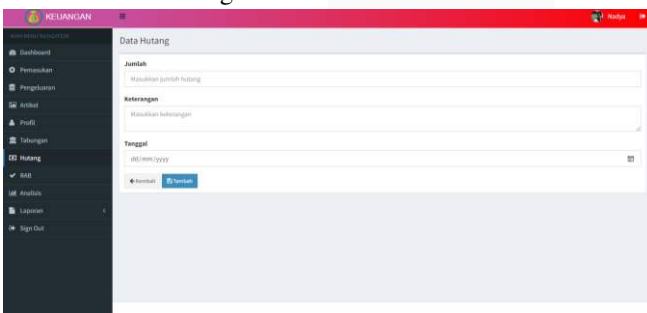 g
KEUANGAN
Nadya
Dashboard
Pemasukan
Pengeluaran
Artikel
Profil
Tabungan
Hutang
RAB
Analisis
Laporan
Sign Out
Data Hutang
Jumlah
Masukkan jumlah hutang
Keterangan
Masukkan keterangan
Tanggal
dd/mm/yyyy
Kembali
Tambah